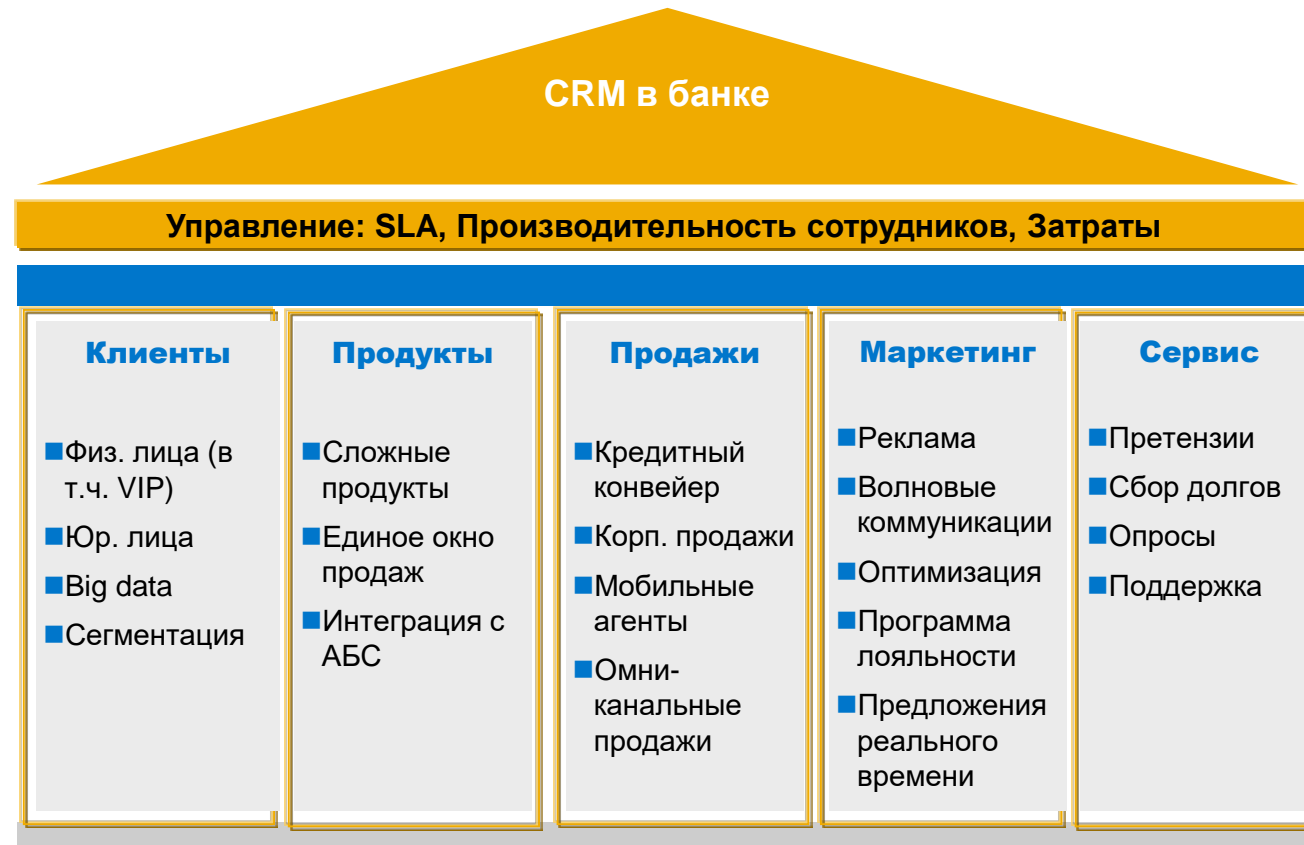 CRM в банке
Управление: SLA, Производительность сотрудников, Затраты
Клиенты
Физ. лица (в
т.ч. VIP)
Юр. лица
Big data
Сегментация
Продукты
Сложные
продукты
Единое окно
продаж
Интеграция с
АБС
Продажи
Кредитный
конвейер
Корп. продажи
Мобильные
агенты
Омни-
канальные
продажи
Маркетинг
Реклама
Волновые
коммуникации
Оптимизация
Программа
лояльности
Предложения
реального
времени
Сервис
Претензии
Сбор долгов
Опросы
Поддержка